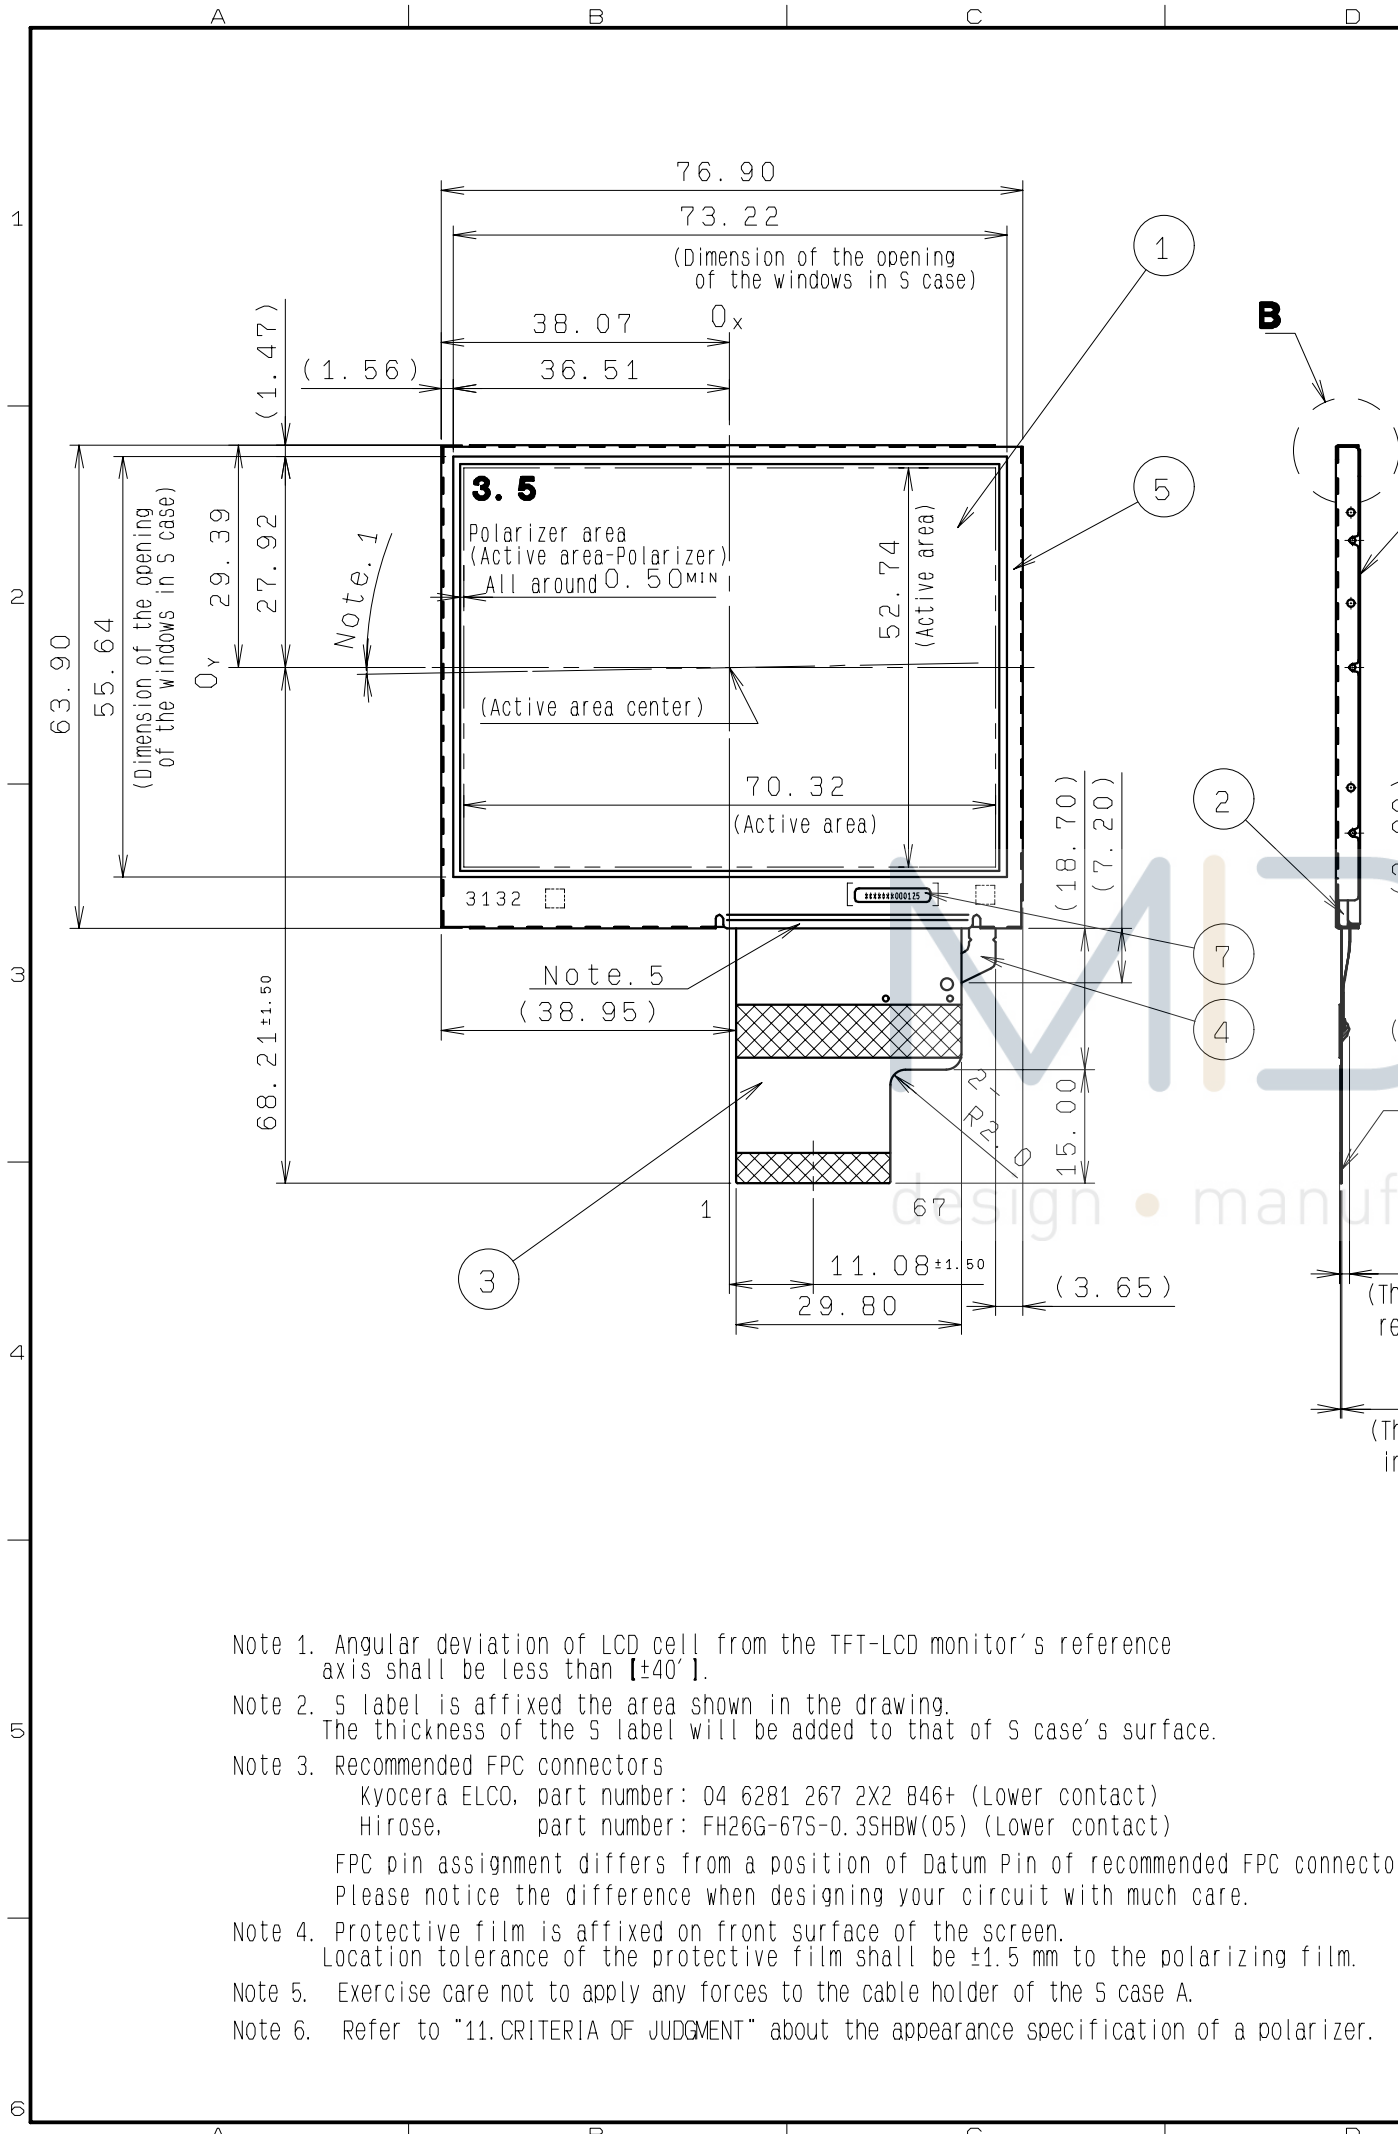 A B C D
76.90
1
73.22
(Dimension of the opening
of the windows in S case)
1
B
38.07 0x
(1.47)
(1.56) 36.51
3.5
5
Polarizer area
(Active area-Polarizer)
All around 0.50MIN
(Dimension of the opening
of the windows in S case)
29.39
27.92
Note.1
52.74
(Active area)
2
63.90
55.64
0Y
(Active area center)
70.32
(Active area)
(18.70)
(7.20)
2
3132
000125
MI
3
7
Note.5
(38.95)
4
68.21±1.50
2-
R2.0
15.00
design • manuf
1 67
3
11.08±1.50
(3.65)
29.80
(Th
re
4
(Th
in
Note 1. Angular deviation of LCD cell from the TFT-LCD monitor's reference
axis shall be less than [±40'].
Note 2. S label is affixed the area shown in the drawing.
5
The thickness of the S label will be added to that of S case's surface.
Note 3. Recommended FPC connectors
Kyocera ELCO, part number: 04 6281 267 2X2 846+ (Lower contact)
Hirose, part number: FH26G-67S-0.3SHBW(05) (Lower contact)
FPC pin assignment differs from a position of Datum Pin of recommended FPC connecto
Please notice the difference when designing your circuit with much care.
Note 4. Protective film is affixed on front surface of the screen.
Location tolerance of the protective film shall be ±1.5 mm to the polarizing film.
Note 5. Exercise care not to apply any forces to the cable holder of the S case A.
Note 6. Refer to "11.CRITERIA OF JUDGMENT" about the appearance specification of a polarizer.
6